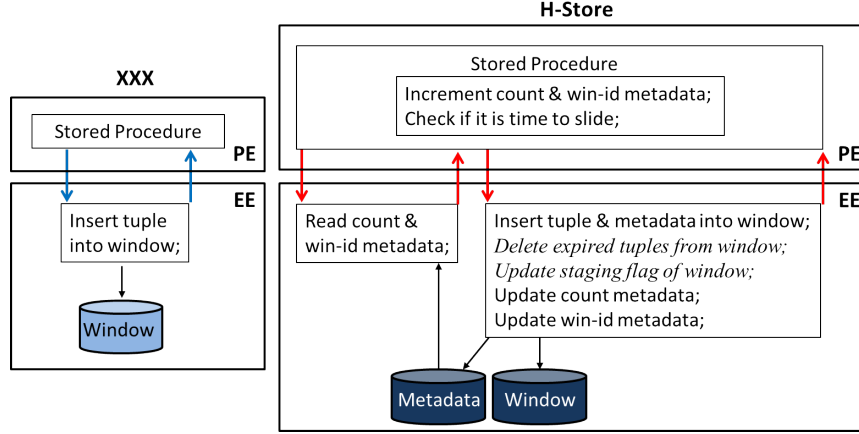 XXX
Stored Procedure
PE
EE
Insert tuple
into window;
Window
H-Store
Stored Procedure
Increment count & win-id metadata;
Check if it is time to slide;
PE
EE
Read count &
win-id metadata;
Insert tuple & metadata into window;
Delete expired tuples from window;
Update staging flag of window;
Update count metadata;
Update win-id metadata;
Metadata
Window